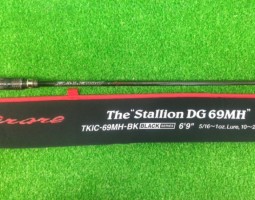 The "Stallion DG 69MH"
TKIC-69MH-BK BLACK 6'9" 5/16~1oz. Lure, 10~2